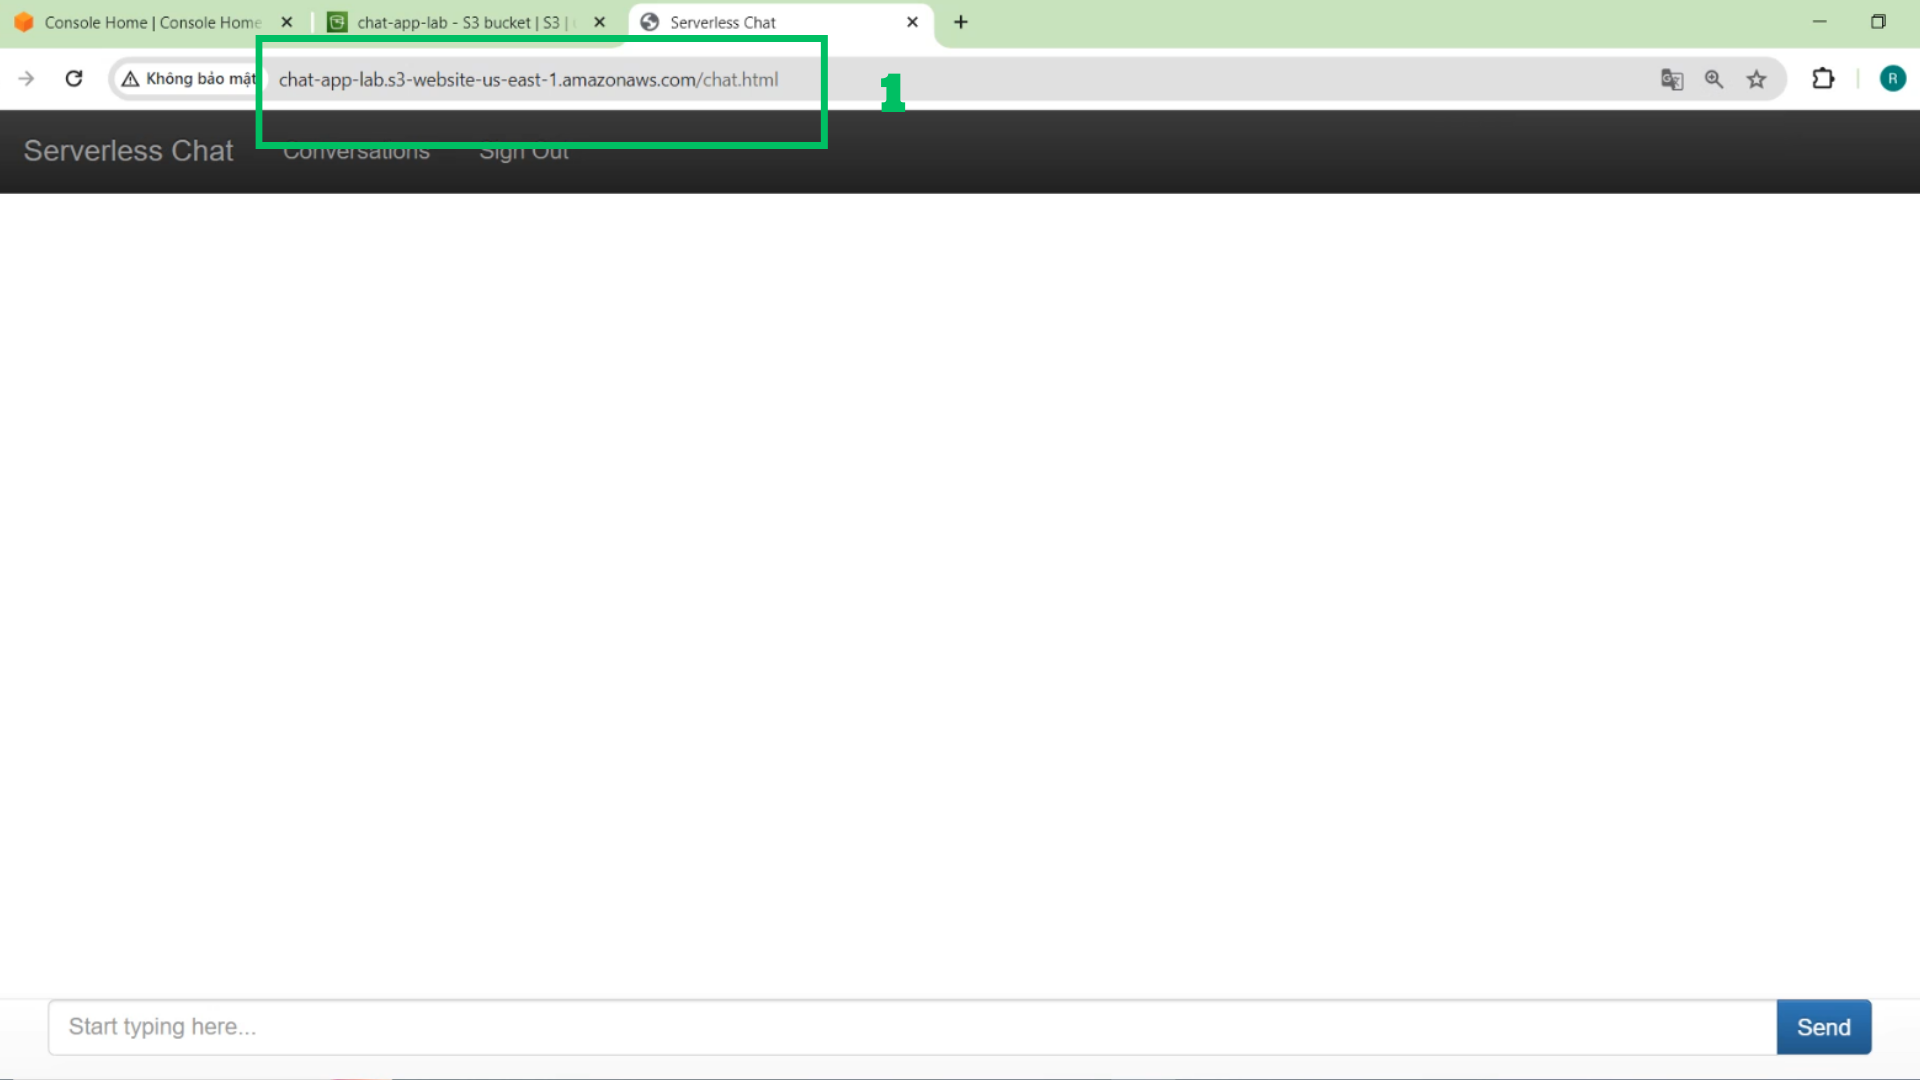 Console Home | Console Home
chat-app-lab - S3 bucket | S3 |
Serverless Chat
Không bảo mật
chat-app-lab.s3-website-us-east-1.amazonaws.com/chat.html
1
R
Serverless Chat
Conversations
Sign Out
Start typing here...
Send